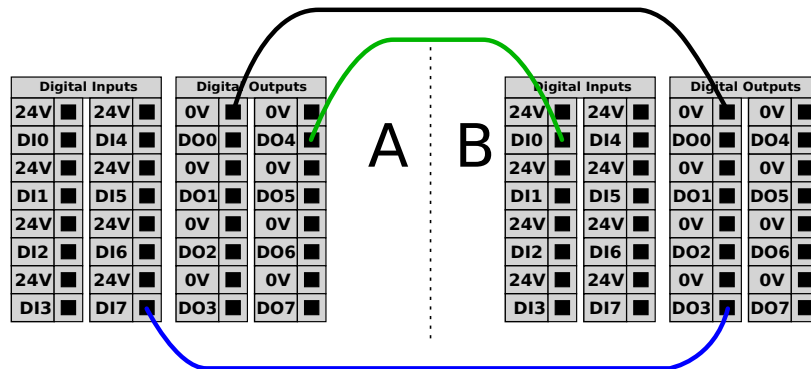 Digital Inputs Digital Outputs Digital Inputs Digital Outputs
24V 24V 0V 0V 24V 24V 0V 0V
DI0 DI4 DO0 DO4 A B DI0 DI4 DO0 DO4
24V 24V 0V 0V 24V 24V 0V 0V
DI1 DI5 DO1 DO5 DI1 DI5 DO1 DO5
24V 24V 0V 0V 24V 24V 0V 0V
DI2 DI6 DO2 DO6 DI2 DI6 DO2 DO6
24V 24V 0V 0V 24V 24V 0V 0V
DI3 DI7 DO3 DO7 DI3 DI7 DO3 DO7